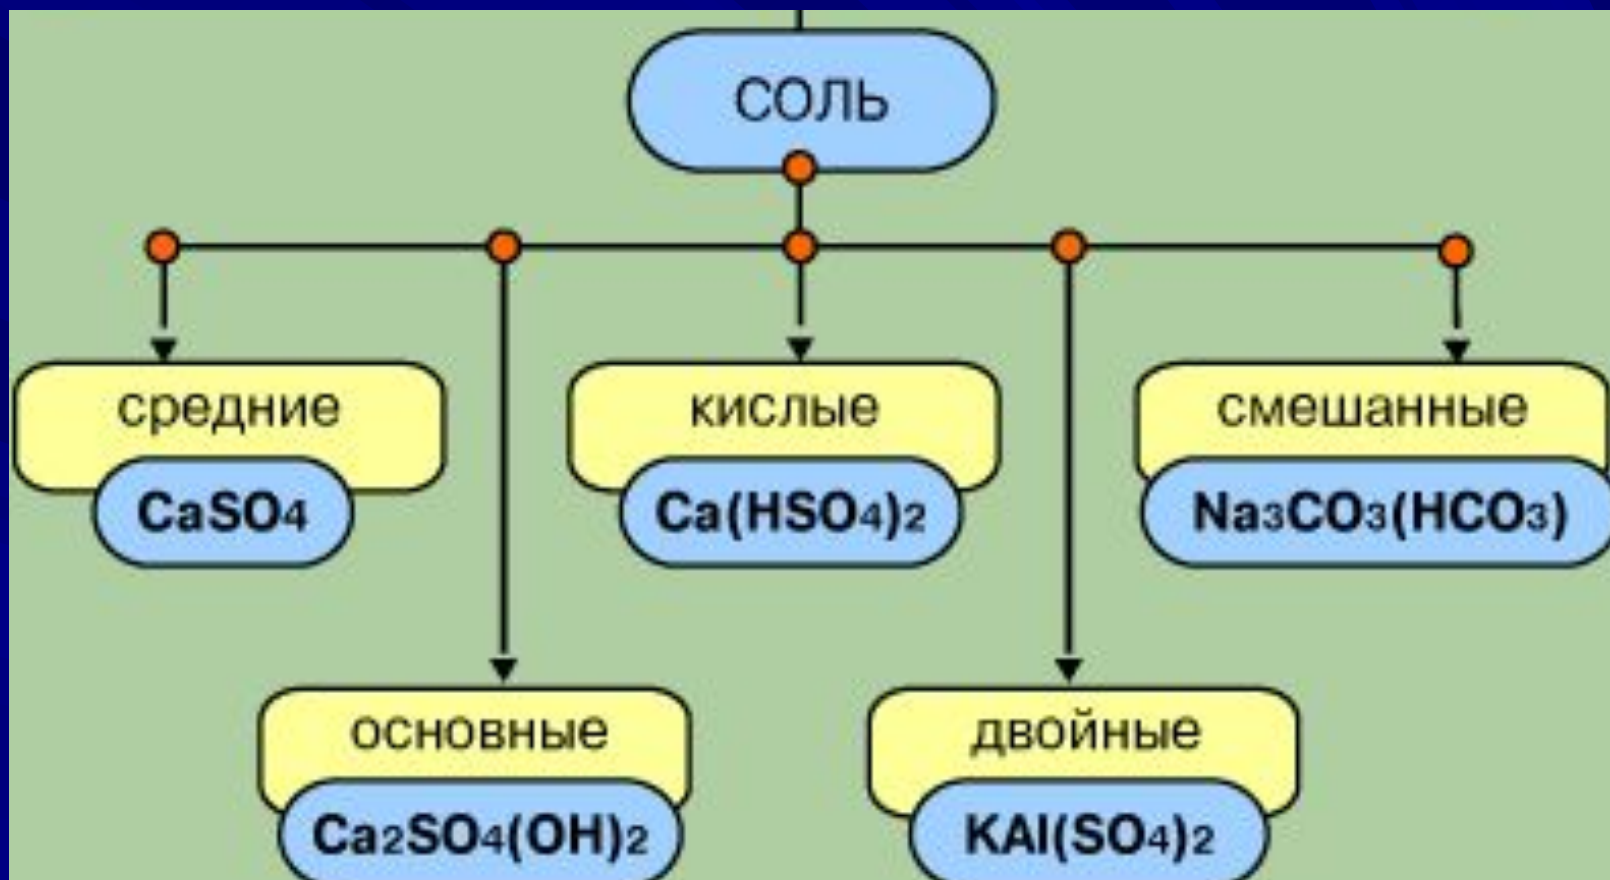 СОЛЬ
средние
CaSO4
кислые
Ca(HSO4)2
смешанные
Na3CO3(HCO3)
основные
Ca2SO4(OH)2
двойные
KAl(SO4)2